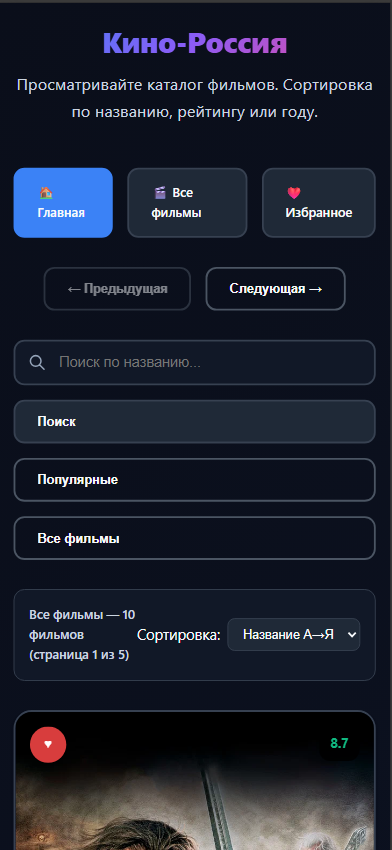 Кино-Россия
Просматривайте каталог фильмов. Сортировка
по названию, рейтингу или году.
🏡
Главная
🎬 Все
фильмы
❤️
Избранное
← Предыдущая
Следующая →
Поиск по названию...
Поиск
Популярные
Все фильмы
Все фильмы — 10
фильмов
(страница 1 из 5)
Сортировка:
Название А→Я
♥
8.7